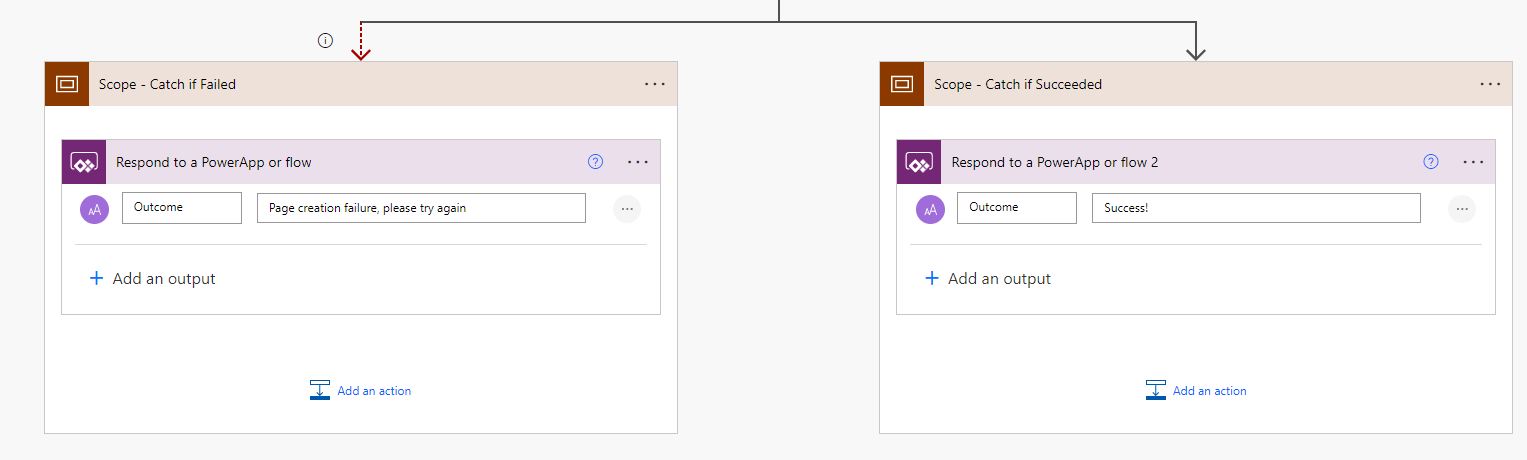 Scope - Catch if Failed
Respond to a PowerApp or flow
Outcome
Page creation failure, please try again
Add an output
Add an action
Scope - Catch if Succeeded
Respond to a PowerApp or flow 2
Outcome
Success!
Add an output
Add an action